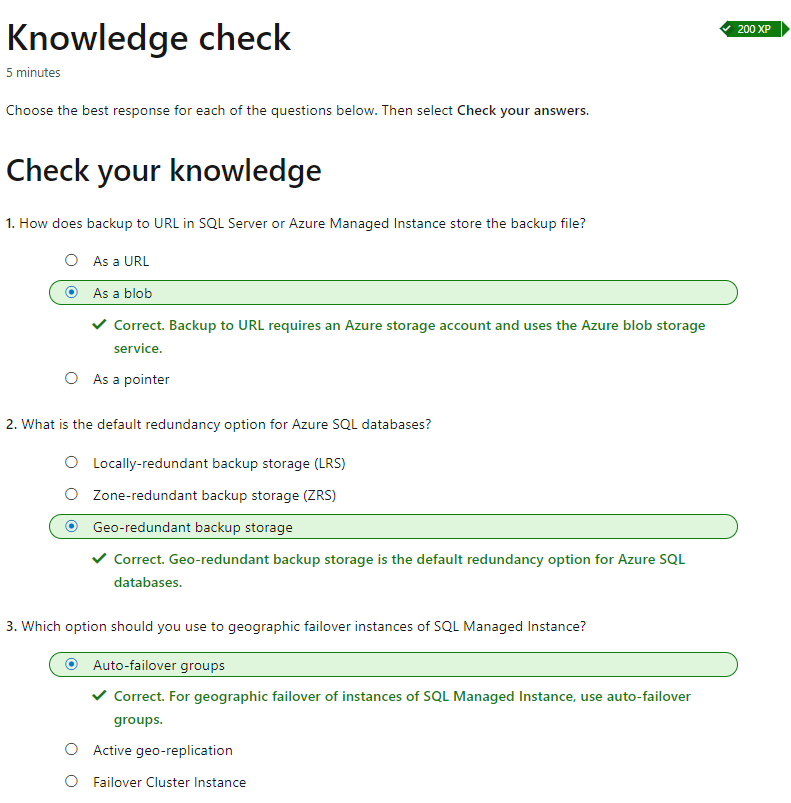 Knowledge check
200 XP
5 minutes
Choose the best response for each of the questions below. Then select Check your answers.
Check your knowledge
1. How does backup to URL in SQL Server or Azure Managed Instance store the backup file?
As a URL
As a blob
Correct. Backup to URL requires an Azure storage account and uses the Azure blob storage
service.
As a pointer
2. What is the default redundancy option for Azure SQL databases?
Locally-redundant backup storage (LRS)
Zone-redundant backup storage (ZRS)
Geo-redundant backup storage
Correct. Geo-redundant backup storage is the default redundancy option for Azure SQL
databases.
3. Which option should you use to geographic failover instances of SQL Managed Instance?
Auto-failover groups
Correct. For geographic failover of instances of SQL Managed Instance, use auto-failover
groups.
Active geo-replication
Failover Cluster Instance